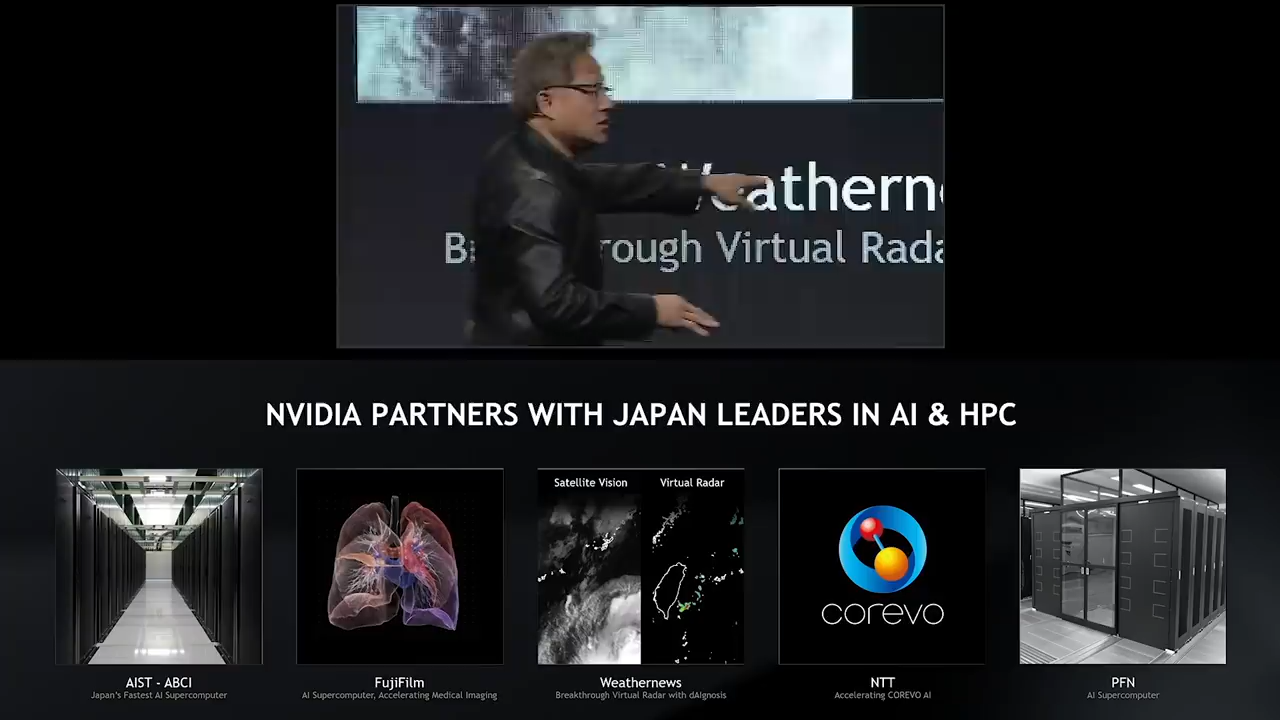 Weathern
B rough Virtual Rada
NVIDIA PARTNERS WITH JAPAN LEADERS IN AI & HPC
Satellite Vision
Virtual Radar
corevo
AIST - ABCI
Japan's Fastest AI Supercomputer
FujiFilm
AI Supercomputer, Accelerating Medical Imaging
Weathernews
Breakthrough Virtual Radar with dAIgnosis
NTT
Accelerating COREVO AI
PFN
AI Supercomputer